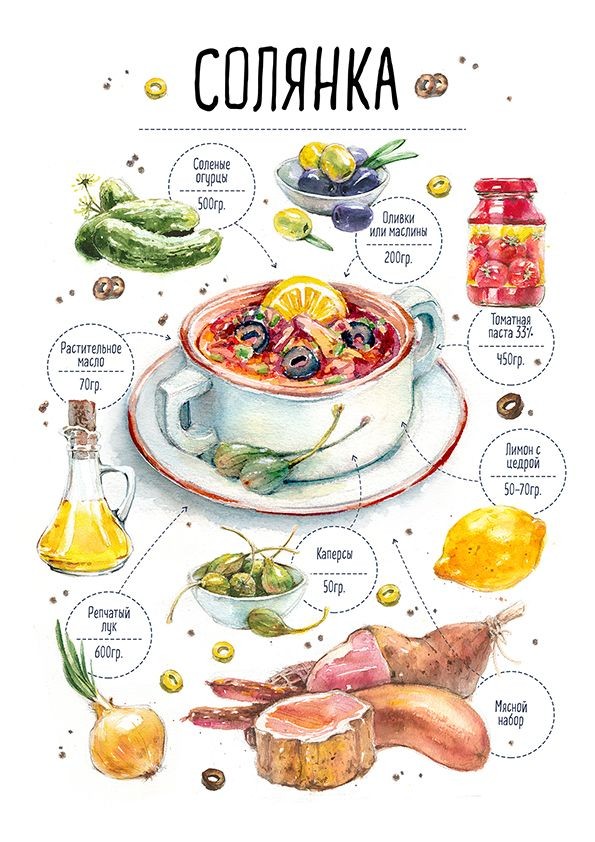 СОЛЯНКА
Соленые
огурцы
500гр.
Оливки
или маслины
200гр.
Томатная
паста 33%
450гр.
Растительное
масло
70гр.
Лимон с
цедрой
50-70гр.
Каперсы
50гр.
Репчатый
лук
600гр.
Мясной
набор